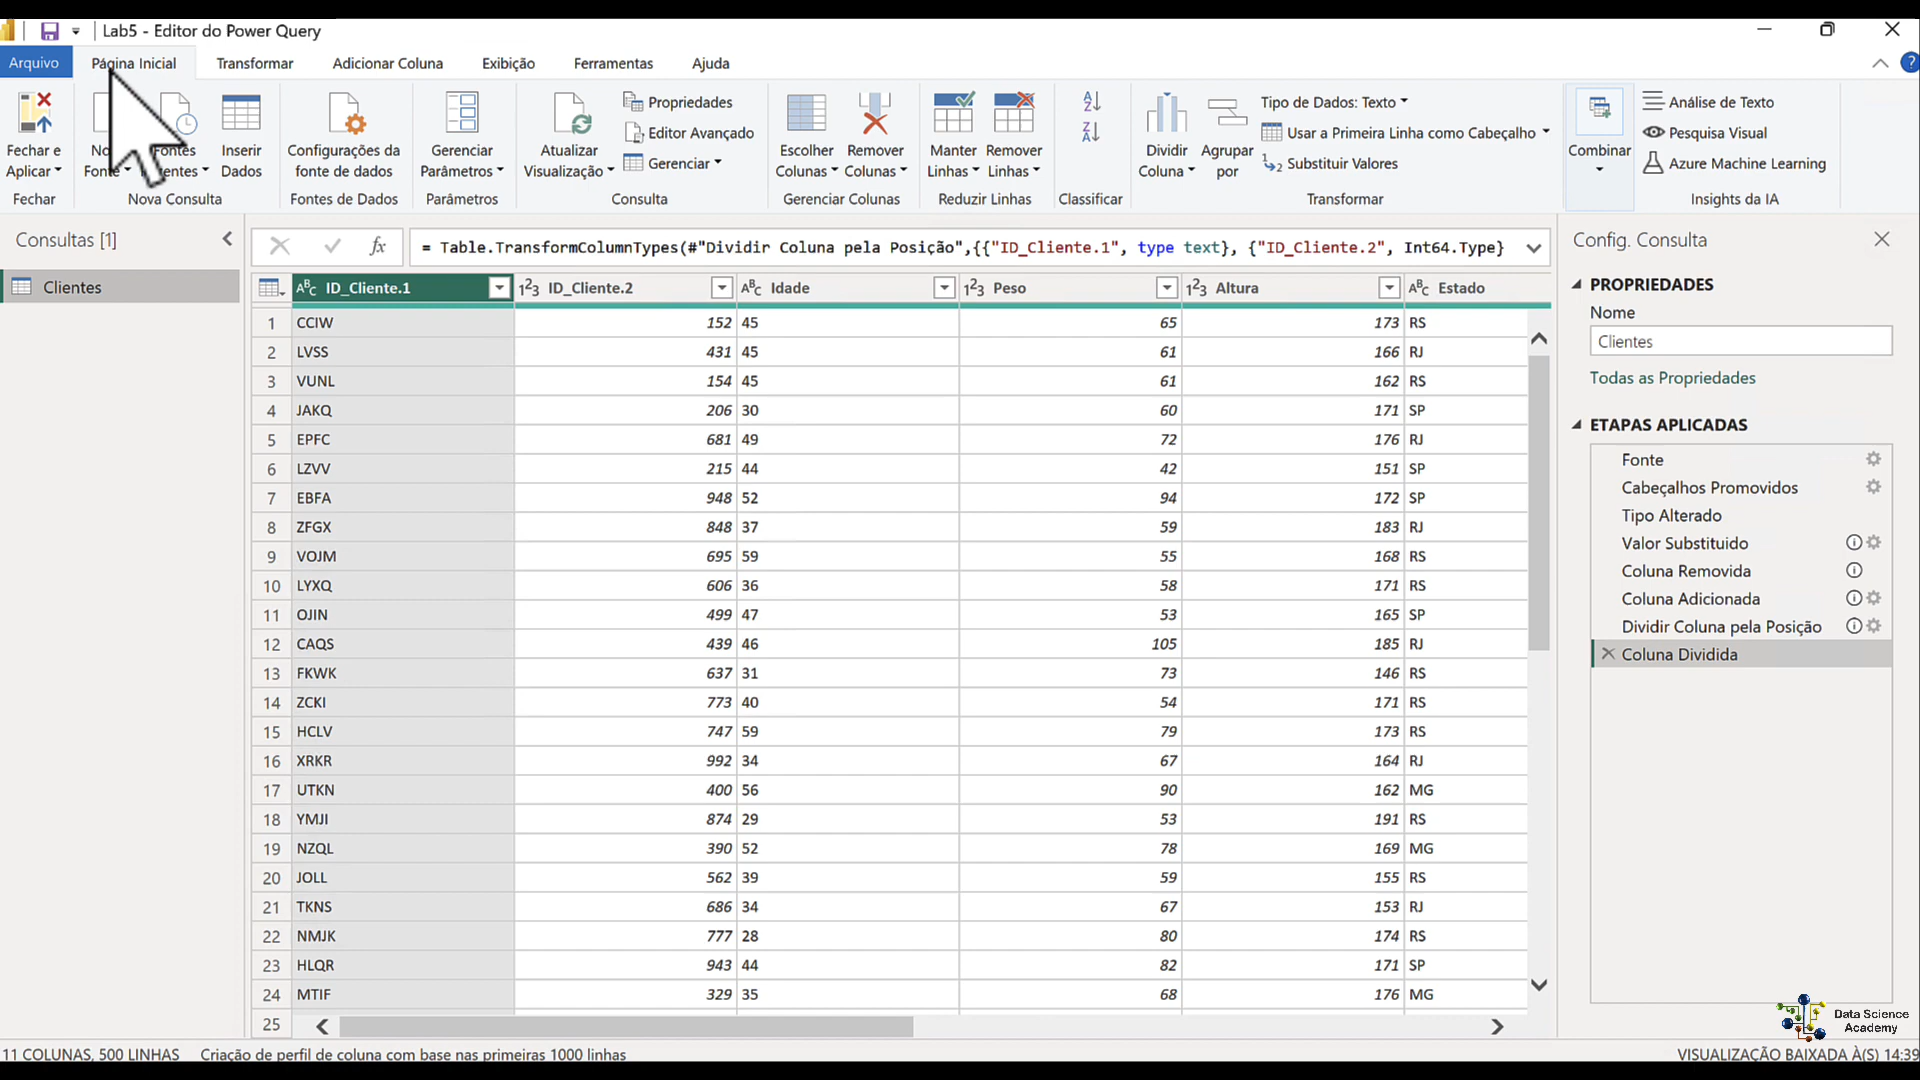 Lab5 - Editor do Power Query
Arquivo Página Inicial Transformar Adicionar Coluna Exibição Ferramentas Ajuda
Fechar e Aplicar
Fechar
Fontes
Inserir Dados
Nova Consulta
Configurações da fonte de dados
Fontes de Dados
Gerenciar Parâmetros
Parâmetros
Atualizar Visualização
Propriedades
Editor Avançado
Gerenciar
Consulta
Escolher Colunas
Remover Colunas
Gerenciar Colunas
Manter Linhas
Remover Linhas
Reduzir Linhas
Classificar
Dividir Coluna
Agrupar por
Tipo de Dados: Texto
Usar a Primeira Linha como Cabeçalho
Substituir Valores
Transformar
Combinar
Análise de Texto
Pesquisa Visual
Azure Machine Learning
Insights da IA
Consultas [1]
Clientes
fx = Table.TransformColumnTypes(#"Dividir Coluna pela Posição",{{"ID_Cliente.1", type text}, {"ID_Cliente.2", Int64.Type}
ABC ID_Cliente.1 123 ID_Cliente.2 ABC Idade 123 Peso 123 Altura ABC Estado
1 CCIW 152 45 65 173 RS
2 LVSS 431 45 61 166 RJ
3 VUNL 154 45 61 162 RS
4 JAKQ 206 30 60 171 SP
5 EPFC 681 49 72 176 RJ
6 LZVV 215 44 42 151 SP
7 EBFA 948 52 94 172 SP
8 ZFGX 848 37 59 183 RJ
9 VOJM 695 59 55 168 RS
10 LYXQ 606 36 58 171 RS
11 OJIN 499 47 53 165 SP
12 CAQS 439 46 105 185 RJ
13 FKWK 637 31 73 146 RS
14 ZCKI 773 40 54 171 RS
15 HCLV 747 59 79 173 RS
16 XRKR 992 34 67 164 RJ
17 UTKN 400 56 90 162 MG
18 YMJI 874 29 53 191 RS
19 NZQL 390 52 78 169 MG
20 JOLL 562 39 59 155 RS
21 TKNS 686 34 67 153 RJ
22 NMJK 777 28 80 174 RS
23 HLQR 943 44 82 171 SP
24 MTIF 329 35 68 176 MG
25
Config. Consulta
PROPRIEDADES
Nome
Clientes
Todas as Propriedades
ETAPAS APLICADAS
Fonte
Cabeçalhos Promovidos
Tipo Alterado
Valor Substituido
Coluna Removida
Coluna Adicionada
Dividir Coluna pela Posição
Coluna Dividida
Data Science
Academy
11 COLUNAS, 500 LINHAS Criação de perfil de coluna com base nas primeiras 1000 linhas
VISUALIZAÇÃO BAIXADA À(S) 14:39